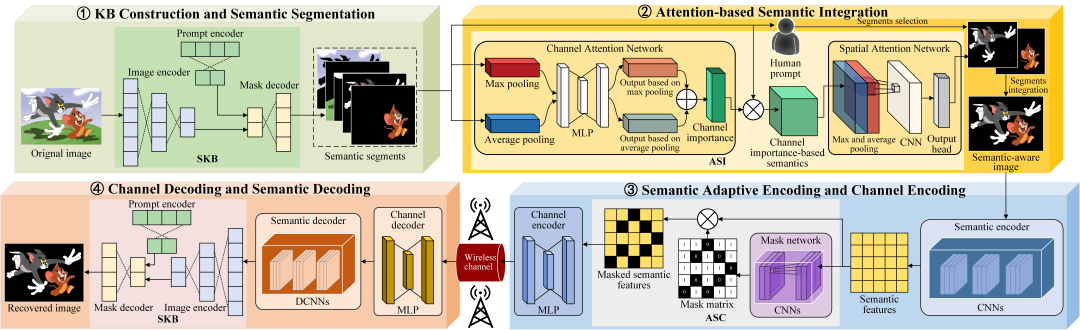 ① KB Construction and Semantic Segmentation
Prompt encoder
Image encoder
Mask decoder
Orignal image
SKB
Semantic segments
② Attention-based Semantic Integration
Channel Attention Network
Max pooling
Average pooling
MLP
Output based on
max pooling
Output based on
average pooling
Channel
importance
ASI
Human
prompt
Segments selection
Channel
importance-based
semantics
Spatial Attention Network
Max and average
pooling
CNN
Output
head
Segments
integration
Semantic-aware
image
③ Semantic Adaptive Encoding and Channel Encoding
Semantic encoder
CNNs
Semantic
features
Mask network
CNNs
1 1 0 1 1
1 0 1 0 1
0 1 0 1 1
1 0 1 1 0
0 1 0 1 1
Mask matrix
ASC
Masked semantic
features
Channel
encoder
MLP
Wireless
channel
④ Channel Decoding and Semantic Decoding
Channel
decoder
MLP
Semantic decoder
DCNNs
Prompt encoder
Mask decoder
Image encoder
SKB
Recovered image